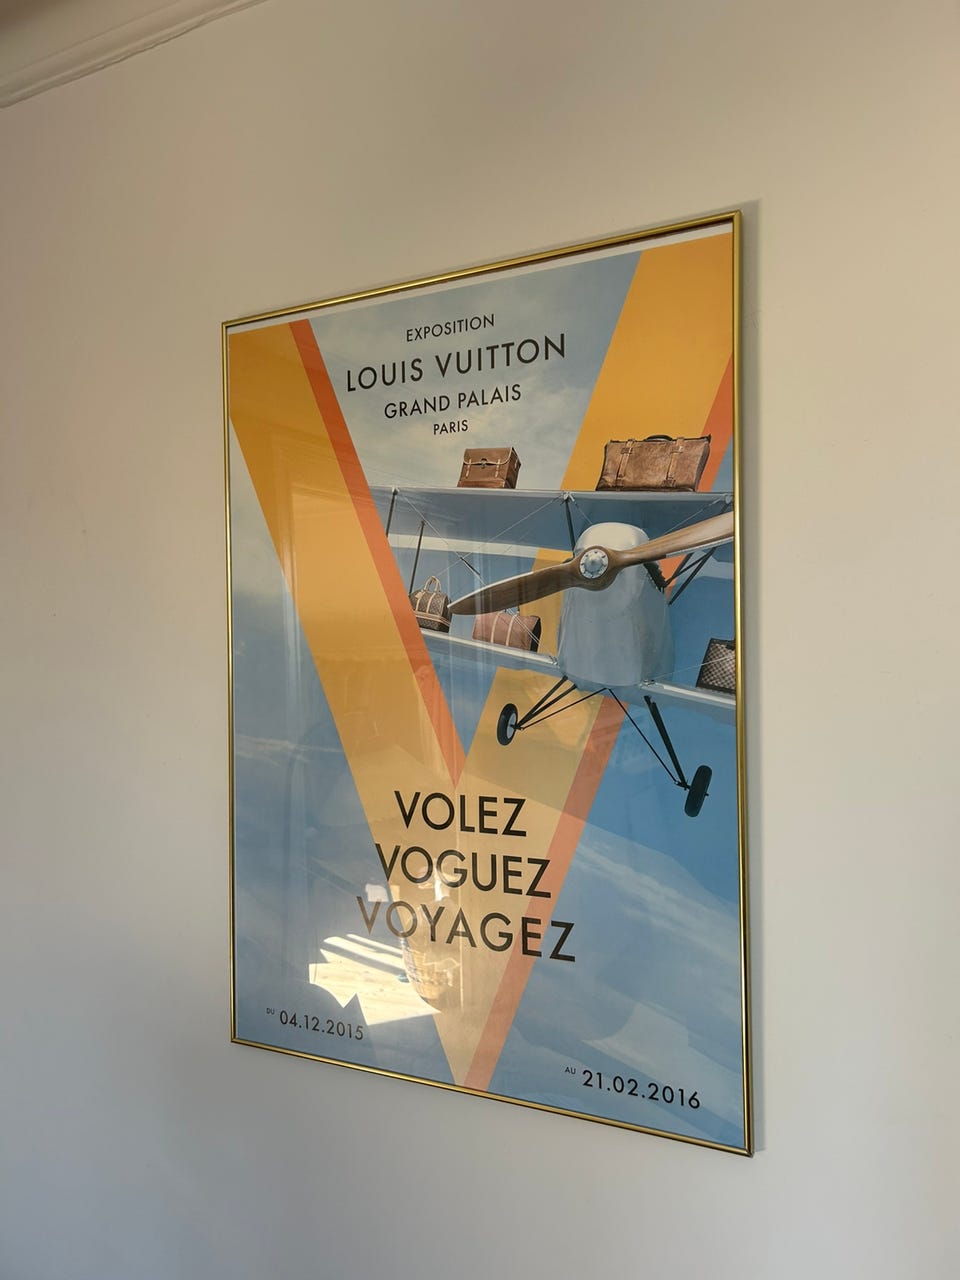 EXPOSITION
LOUIS VUITTON
GRAND PALAIS
PARIS
VOLEZ
VOGUEZ
VOYAGEZ
DU 04.12.2015
AU 21.02.2016